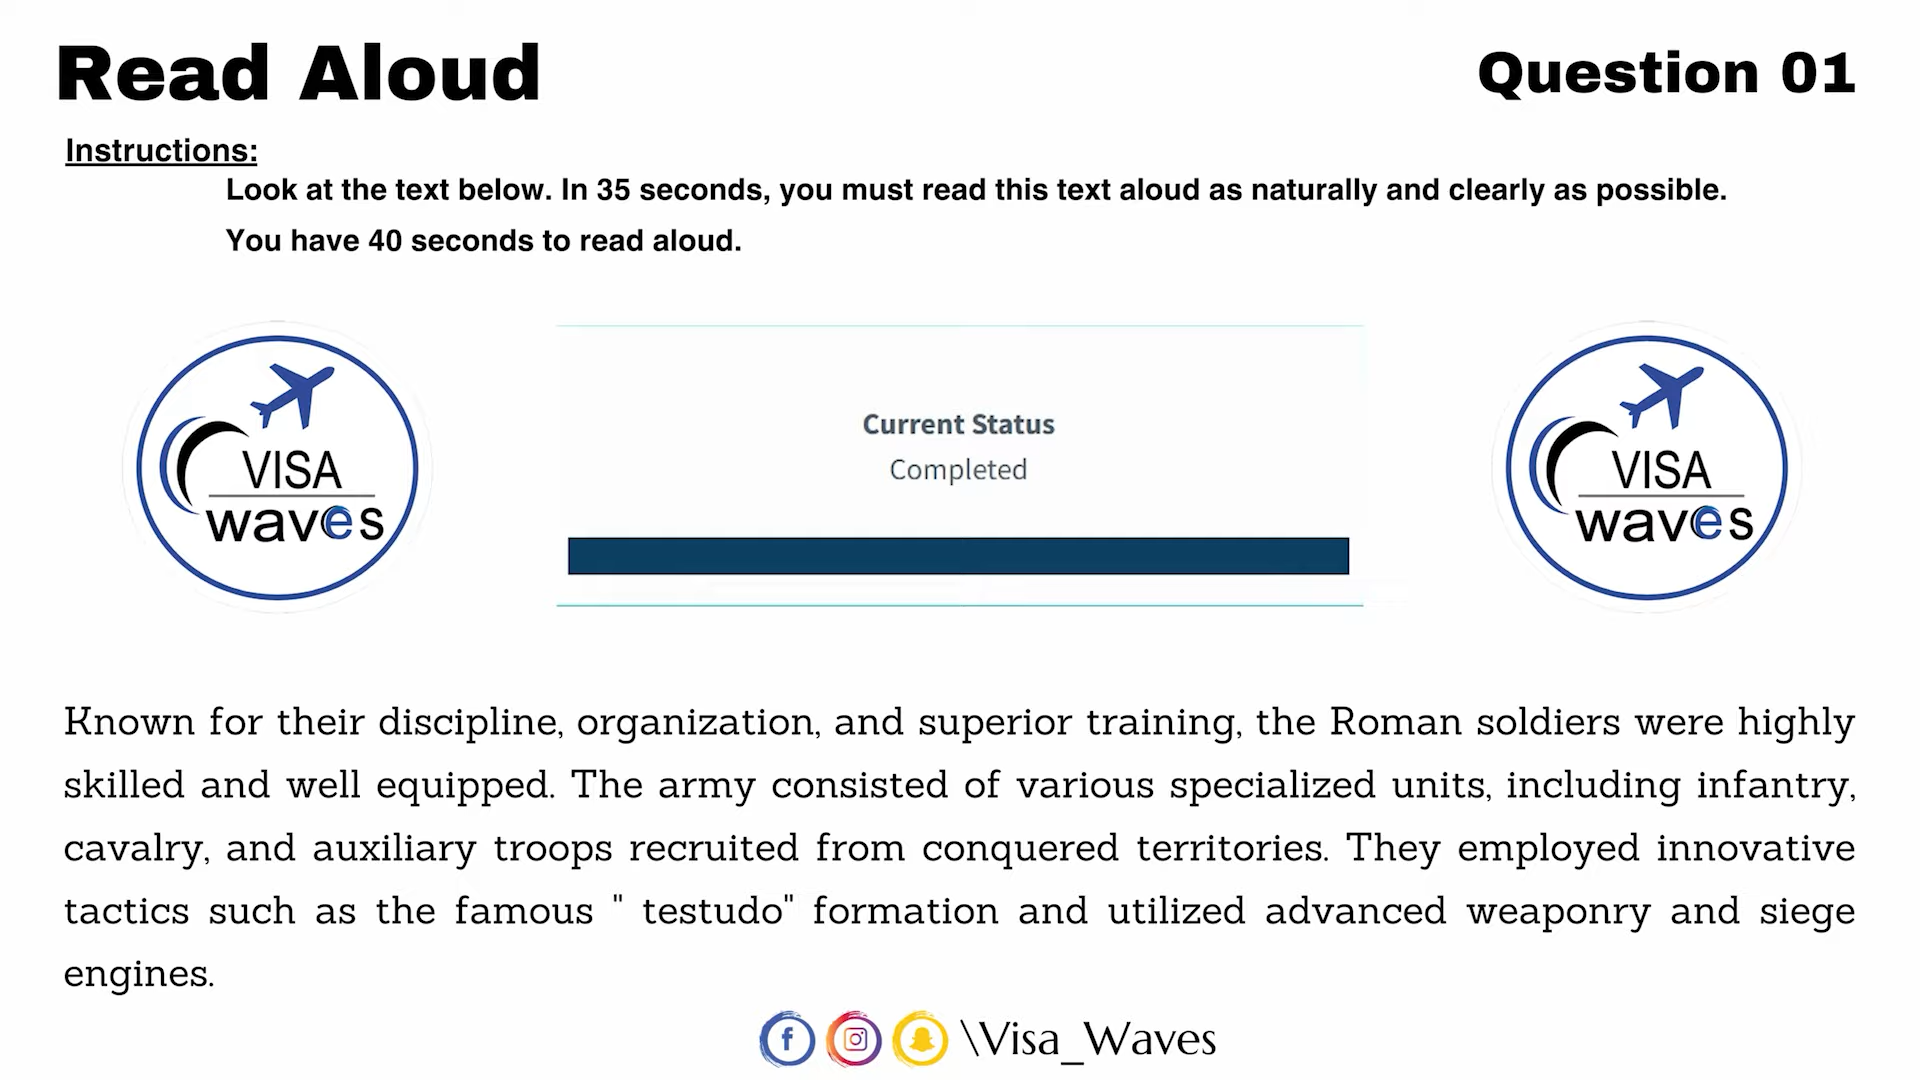 Read Aloud
Question 01
Instructions:
Look at the text below. In 35 seconds, you must read this text aloud as naturally and clearly as possible.
You have 40 seconds to read aloud.
VISA
waves
Current Status
Completed
VISA
waves
Known for their discipline, organization, and superior training, the Roman soldiers were highly
skilled and well equipped. The army consisted of various specialized units, including infantry,
cavalry, and auxiliary troops recruited from conquered territories. They employed innovative
tactics such as the famous " testudo" formation and utilized advanced weaponry and siege
engines.
\Visa_Waves